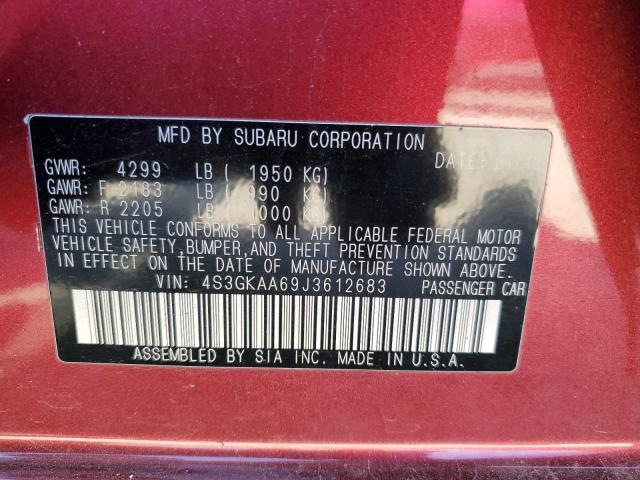 MFD BY SUBARU CORPORATION
GVWR: 4299 LB ( 1950 KG) DATE:
GAWR: F 2183 LB ( 990 KG)
GAWR: R 2205 LB ( 1000 KG)
THIS VEHICLE CONFORMS TO ALL APPLICABLE FEDERAL MOTOR
VEHICLE SAFETY, BUMPER, AND THEFT PREVENTION STANDARDS
IN EFFECT ON THE DATE OF MANUFACTURE SHOWN ABOVE.
VIN: 4S3GKAA69J3612683 PASSENGER CAR
ASSEMBLED BY SIA INC. MADE IN U.S.A.